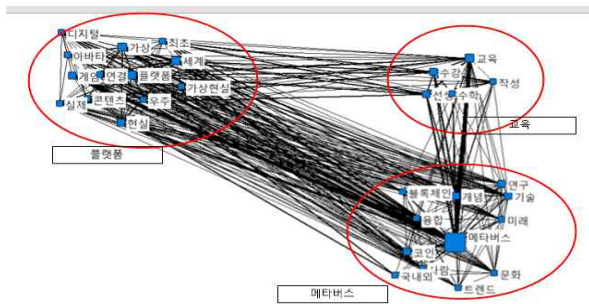 디지털
아바타
가상
최초
세계
게임
연결
플랫폼
가상현실
실제
콘텐츠
우주
현실
플랫폼
교육
수강
작성
선생
수학
교육
블록체인
개념
연구
기술
융합
미래
메타버스
코인
사람
국내외
문화
트렌드
메타버스